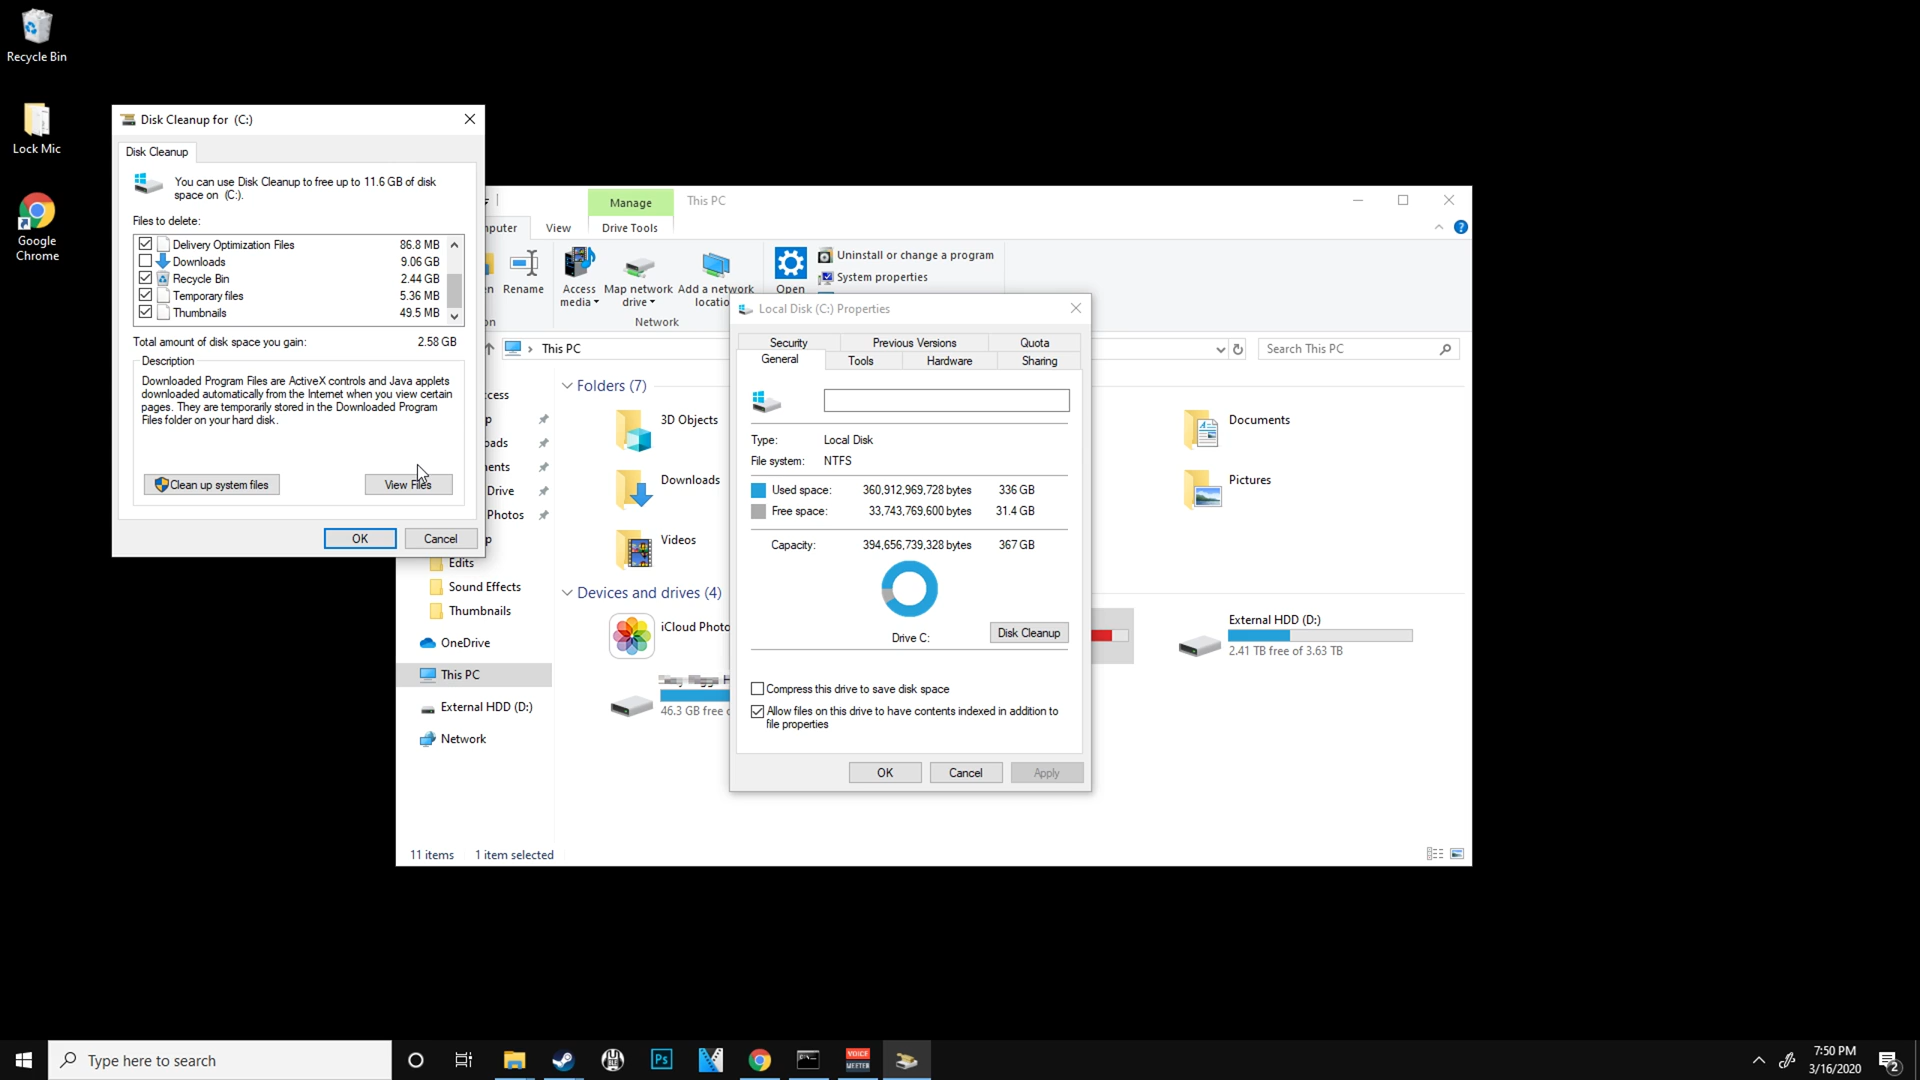 Recycle Bin
Lock Mic
Google
Chrome
Disk Cleanup for (C:)
Disk Cleanup
You can use Disk Cleanup to free up to 11.6 GB of disk
space on (C:).
Files to delete:
Delivery Optimization Files 86.8 MB
Downloads 9.06 GB
Recycle Bin 2.44 GB
Temporary files 5.36 MB
Thumbnails 49.5 MB
Total amount of disk space you gain: 2.58 GB
Description
Downloaded Program Files are ActiveX controls and Java applets
downloaded automatically from the Internet when you view certain
pages. They are temporarily stored in the Downloaded Program
Files folder on your hard disk.
Clean up system files
View Files
OK
Cancel
Manage
This PC
puter
View
Drive Tools
en
Rename
Access
media
Map network
drive
Add a network
locatio
Open
Uninstall or change a program
System properties
on
Network
This PC
Search This PC
cess
p
oads
ents
Drive
Photos
p
Edits
Sound Effects
Thumbnails
OneDrive
This PC
External HDD (D:)
Network
Folders (7)
3D Objects
Downloads
Videos
Documents
Pictures
Devices and drives (4)
iCloud Photo
46.3 GB free
External HDD (D:)
2.41 TB free of 3.63 TB
11 items
1 item selected
Local Disk (C:) Properties
Security
Previous Versions
Quota
General
Tools
Hardware
Sharing
Type: Local Disk
File system: NTFS
Used space: 360,912,969,728 bytes 336 GB
Free space: 33,743,769,600 bytes 31.4 GB
Capacity: 394,656,739,328 bytes 367 GB
Drive C:
Disk Cleanup
Compress this drive to save disk space
Allow files on this drive to have contents indexed in addition to
file properties
OK
Cancel
Apply
Type here to search
Ps
VOICE
MEETER
7:50 PM
3/16/2020
2